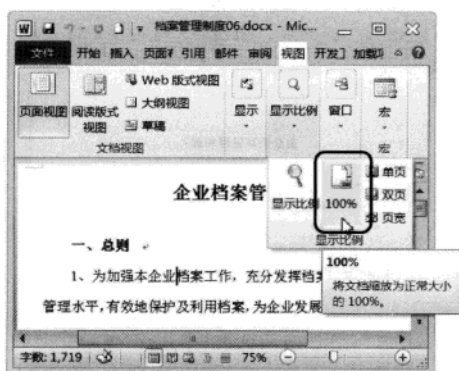 档案管理制度06.docx - Mic...
文件 开始 插入 页面 引用 邮件 审阅 视图 开发 加载
页面视图 阅读版式视图 Web 版式视图 大纲视图 草稿 显示 显示比例 窗口 宏
文档视图 宏
显示比例 100% 单页 双页 页宽
显示比例
企业档案管
一、总则
100%
将文档缩放为正常大小的 100%。
1、为加强本企业档案工作，充分发挥档
管理水平，有效地保护及利用档案，为企业发展
字数: 1,719 75%